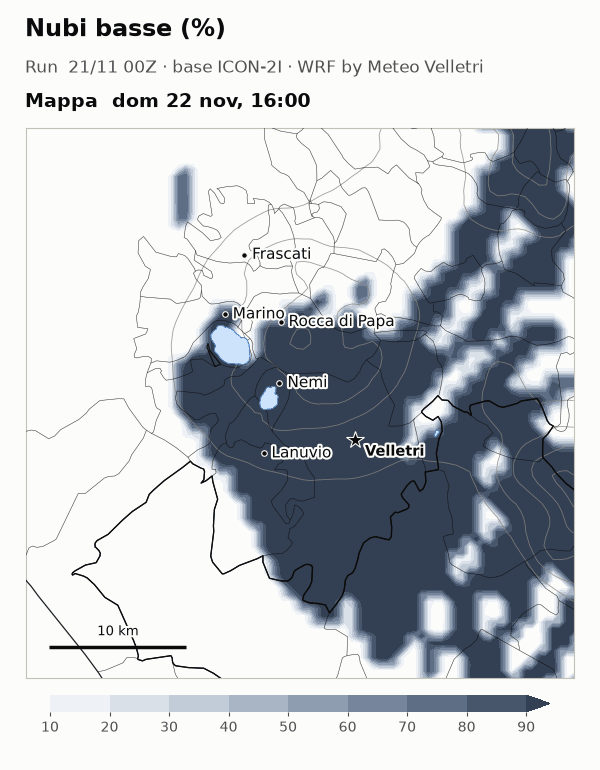 Nubi basse (%)
Run 21/11 00Z · base ICON-2I · WRF by Meteo Velletri
Mappa dom 22 nov, 16:00
Frascati
Marino
Rocca di Papa
Nemi
Velletri
Lanuvio
10 km
10 20 30 40 50 60 70 80 90